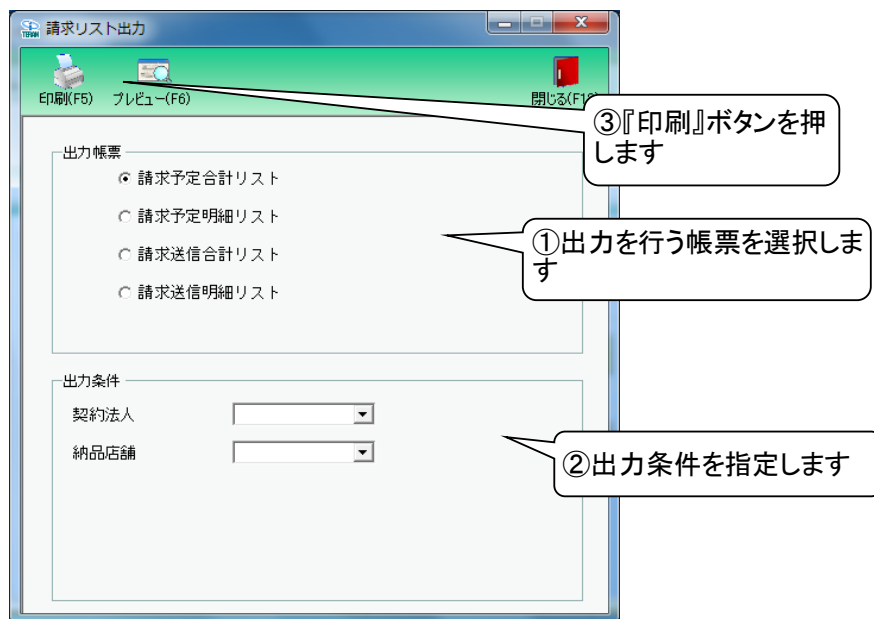 請求リスト出力
印刷(F5) プレビュー(F6)
③『印刷』ボタンを押
します
出力帳票
請求予定合計リスト
請求予定明細リスト
請求送信合計リスト
請求送信明細リスト
①出力を行う帳票を選択しま
す
出力条件
契約法人
納品店舗
②出力条件を指定します
閉じる(F1